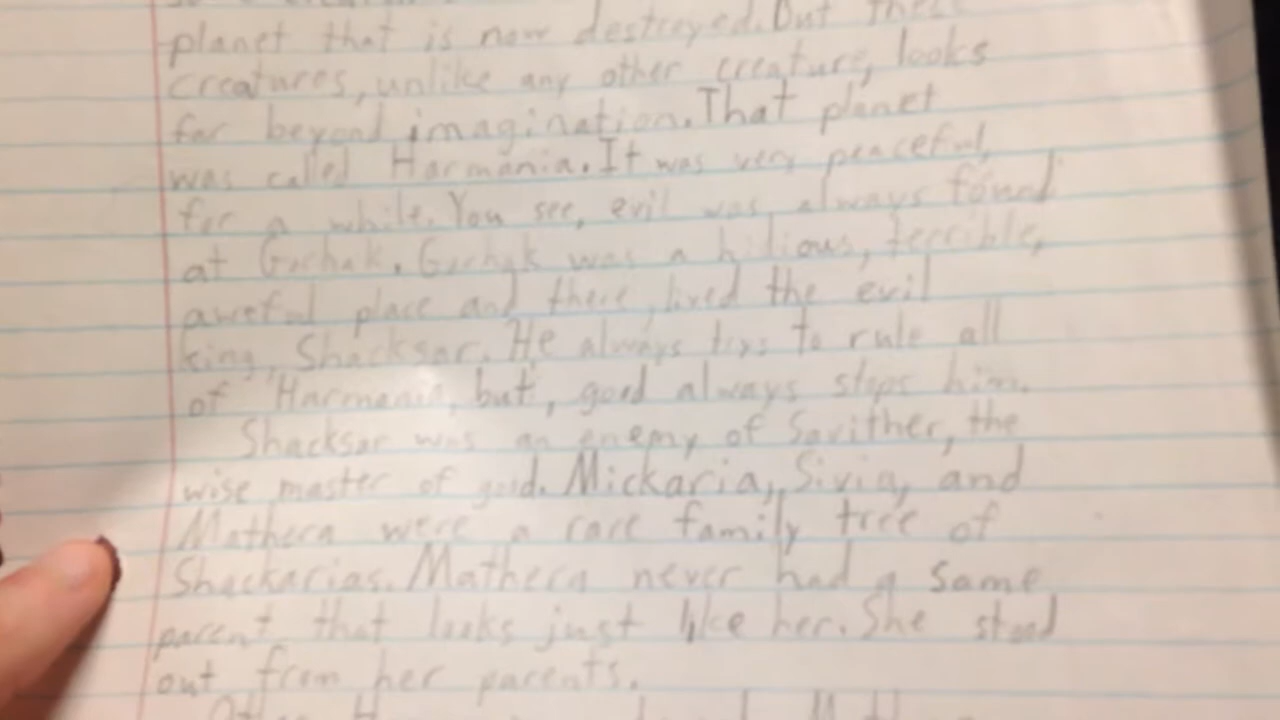 planet that is now destroyed. But these
creatures, unlike any other creature, looks
far beyond imagination. That planet
was called Harmania. It was very peaceful,
for a while. You see, evil was always found
at Gochak. Gochak was a hidious, terrible,
aweful place and there, lived the evil
king, Shacksar. He always trys to rule all
of Harmania, but, good always stops him.
Shacksar was an enemy of Savither, the
wise master of good. Mickaria, Sivia, and
Mathera were a rare family tree of
Shackarias. Mathera never had a same
parent that looks just like her. She stood
out from her parents.